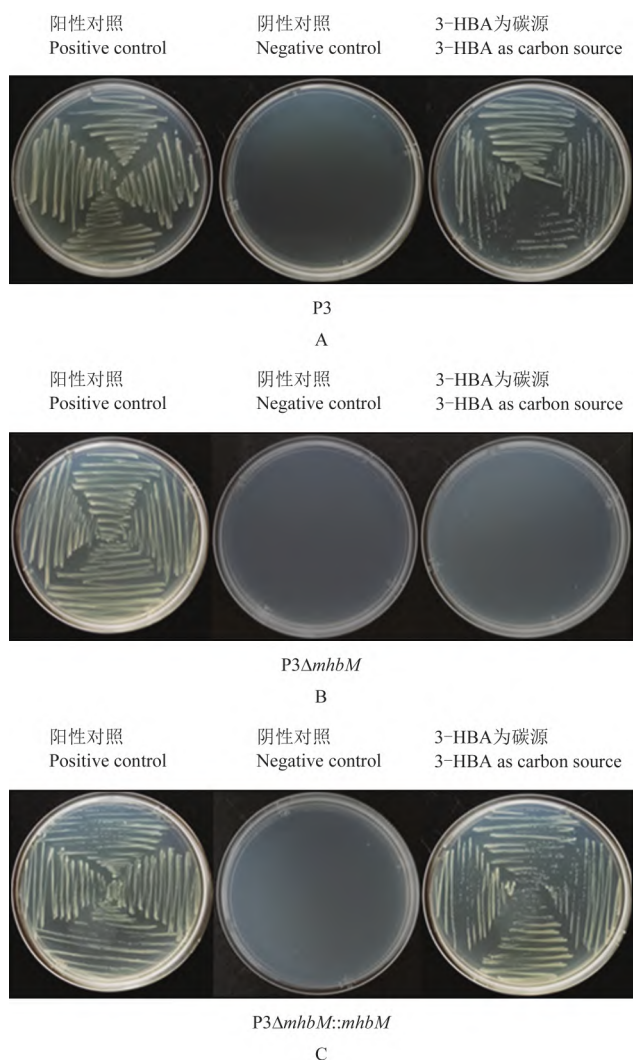 阳性对照 阴性对照 3-HBA为碳源
Positive control Negative control 3-HBA as carbon source
P3
A
阳性对照 阴性对照 3-HBA为碳源
Positive control Negative control 3-HBA as carbon source
P3ΔmhbM
B
阳性对照 阴性对照 3-HBA为碳源
Positive control Negative control 3-HBA as carbon source
P3ΔmhbM::mhbM
C